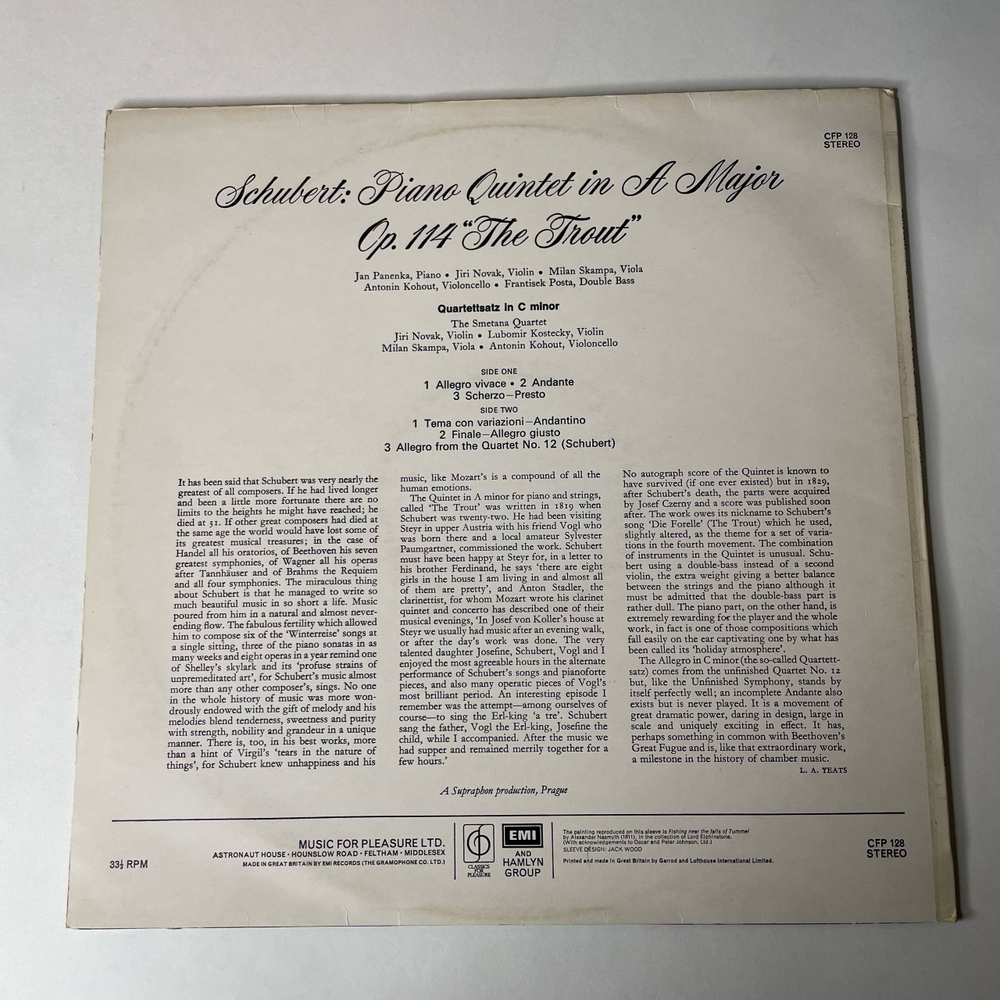 CFP 128
STEREO
Schubert: Piano Quintet in A Major
Op. 114 “The Trout”
Jan Panenka, Piano • Jiri Novak, Violin • Milan Skampa, Viola
Antonin Kohout, Violoncello • Frantisek Posta, Double Bass
Quartettsatz in C minor
The Smetana Quartet
Jiri Novak, Violin • Lubomir Kostecky, Violin
Milan Skampa, Viola • Antonin Kohout, Violoncello
SIDE ONE
1 Allegro vivace • 2 Andante
3 Scherzo–Presto
SIDE TWO
1 Tema con variazioni–Andantino
2 Finale–Allegro giusto
3 Allegro from the Quartet No. 12 (Schubert)
It has been said that Schubert was very nearly the
greatest of all composers. If he had lived longer
and been a little more fortunate there are no
limits to the heights he might have reached; he
died at 31. If other great composers had died at
the same age the world would have lost some of
its greatest musical treasures; in the case of
Handel all his oratorios, of Beethoven his seven
greatest symphonies, of Wagner all his operas
after Tannhäuser and of Brahms the Requiem
and all four symphonies. The miraculous thing
about Schubert is that he managed to write so
much beautiful music in so short a life. Music
poured from him in a natural and almost never-
ending flow. The fabulous fertility which allowed
him to compose six of the ‘Winterreise’ songs at
a single sitting, three of the piano sonatas in as
many weeks and eight operas in a year remind one
of Shelley's skylark and its ‘profuse strains of
unpremeditated art’, for Schubert's music almost
more than any other composer's, sings. No one
in the whole history of music was more won-
drously endowed with the gift of melody and his
melodies blend tenderness, sweetness and purity
with strength, nobility and grandeur in a unique
manner. There is, too, in his best works, more
than a hint of Virgil's ‘tears in the nature of
things’, for Schubert knew unhappiness and his
music, like Mozart's is a compound of all the
human emotions.
The Quintet in A minor for piano and strings,
called ‘The Trout’ was written in 1819 when
Schubert was twenty-two. He had been visiting
Steyr in upper Austria with his friend Vogl who
was born there and a local amateur Sylvester
Paumgartner, commissioned the work. Schubert
must have been happy at Steyr for, in a letter to
his brother Ferdinand, he says ‘there are eight
girls in the house I am living in and almost all
of them are pretty’, and Anton Stadler, the
clarinettist, for whom Mozart wrote his clarinet
quintet and concerto has described one of their
musical evenings, ‘In Josef von Koller's house at
Steyr we usually had music after an evening walk,
or after the day's work was done. The very
talented daughter Josefine, Schubert, Vogl and I
enjoyed the most agreeable hours in the alternate
performance of Schubert's songs and pianoforte
pieces, and also many operatic pieces of Vogl's
most brilliant period. An interesting episode I
remember was the attempt—among ourselves of
course—to sing the Erl-king ‘a tre’. Schubert
sang the father, Vogl the Erl-king, Josefine the
child, while I accompanied. After the music we
had supper and remained merrily together for a
few hours.’
No autograph score of the Quintet is known to
have survived (if one ever existed) but in 1829,
after Schubert's death, the parts were acquired
by Josef Czerny and a score was published soon
after. The work owes its nickname to Schubert's
song ‘Die Forelle’ (The Trout) which he used,
slightly altered, as the theme for a set of varia-
tions in the fourth movement. The combination
of instruments in the Quintet is unusual. Schu-
bert using a double-bass instead of a second
violin, the extra weight giving a better balance
between the strings and the piano although it
must be admitted that the double-bass part is
rather dull. The piano part, on the other hand, is
extremely rewarding for the player and the whole
work, in fact is one of those compositions which
fall easily on the ear captivating one by what has
been called its ‘holiday atmosphere’.
The Allegro in C minor (the so-called Quartett-
satz) comes from the unfinished Quartet No. 12
but, like the Unfinished Symphony, stands by
itself perfectly well; an incomplete Andante also
exists but is never played. It is a movement of
great dramatic power, daring in design, large in
scale and uniquely exciting in effect. It has,
perhaps something in common with Beethoven's
Great Fugue and is, like that extraordinary work,
a milestone in the history of chamber music.
L. A. YEATS
A Supraphon production, Prague
33⅓ RPM
MUSIC FOR PLEASURE LTD.
ASTRONAUT HOUSE · HOUNSLOW ROAD · FELTHAM · MIDDLESEX
MADE IN GREAT BRITAIN BY EMI RECORDS (THE GRAMOPHONE CO. LTD.)
CLASSICS
FOR
PLEASURE
EMI
AND
HAMLYN
GROUP
The painting reproduced on this sleeve is Fishing near the falls of Tummel
by Alexander Nasmyth (1811), in the collection of Lord Elphinstone.
(With acknowledgements to Oscar and Peter Johnson, Ltd.)
SLEEVE DESIGN: JACK WOOD
Printed and made in Great Britain by Garrod and Lofthouse International Limited.
CFP 128
STEREO